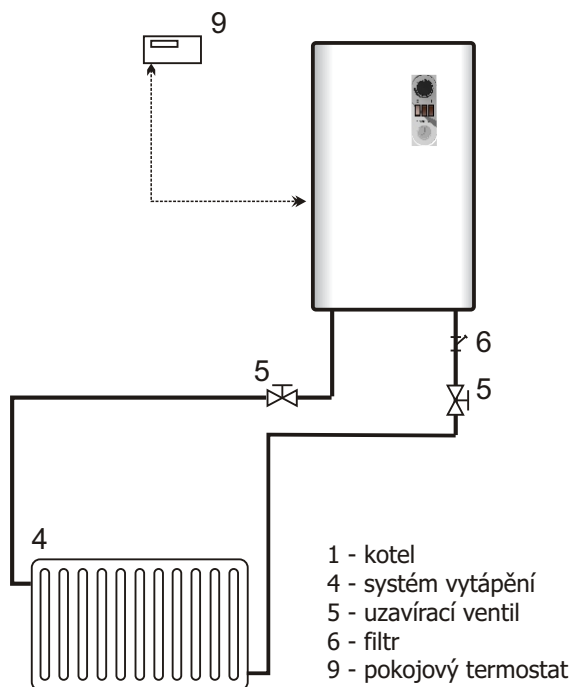 9
6
5
5
4
1 - kotel
4 - systém vytápění
5 - uzavírací ventil
6 - filtr
9 - pokojový termostat